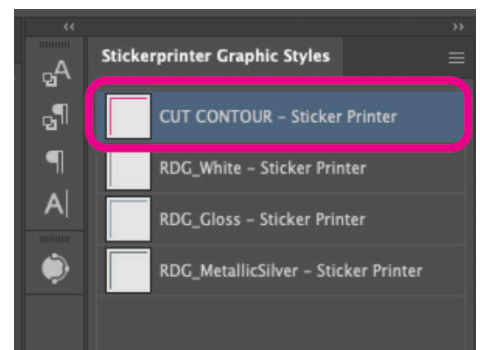 Stickerprinter Graphic Styles
CUT CONTOUR – Sticker Printer
RDG_White – Sticker Printer
RDG_Gloss – Sticker Printer
RDG_MetallicSilver – Sticker Printer